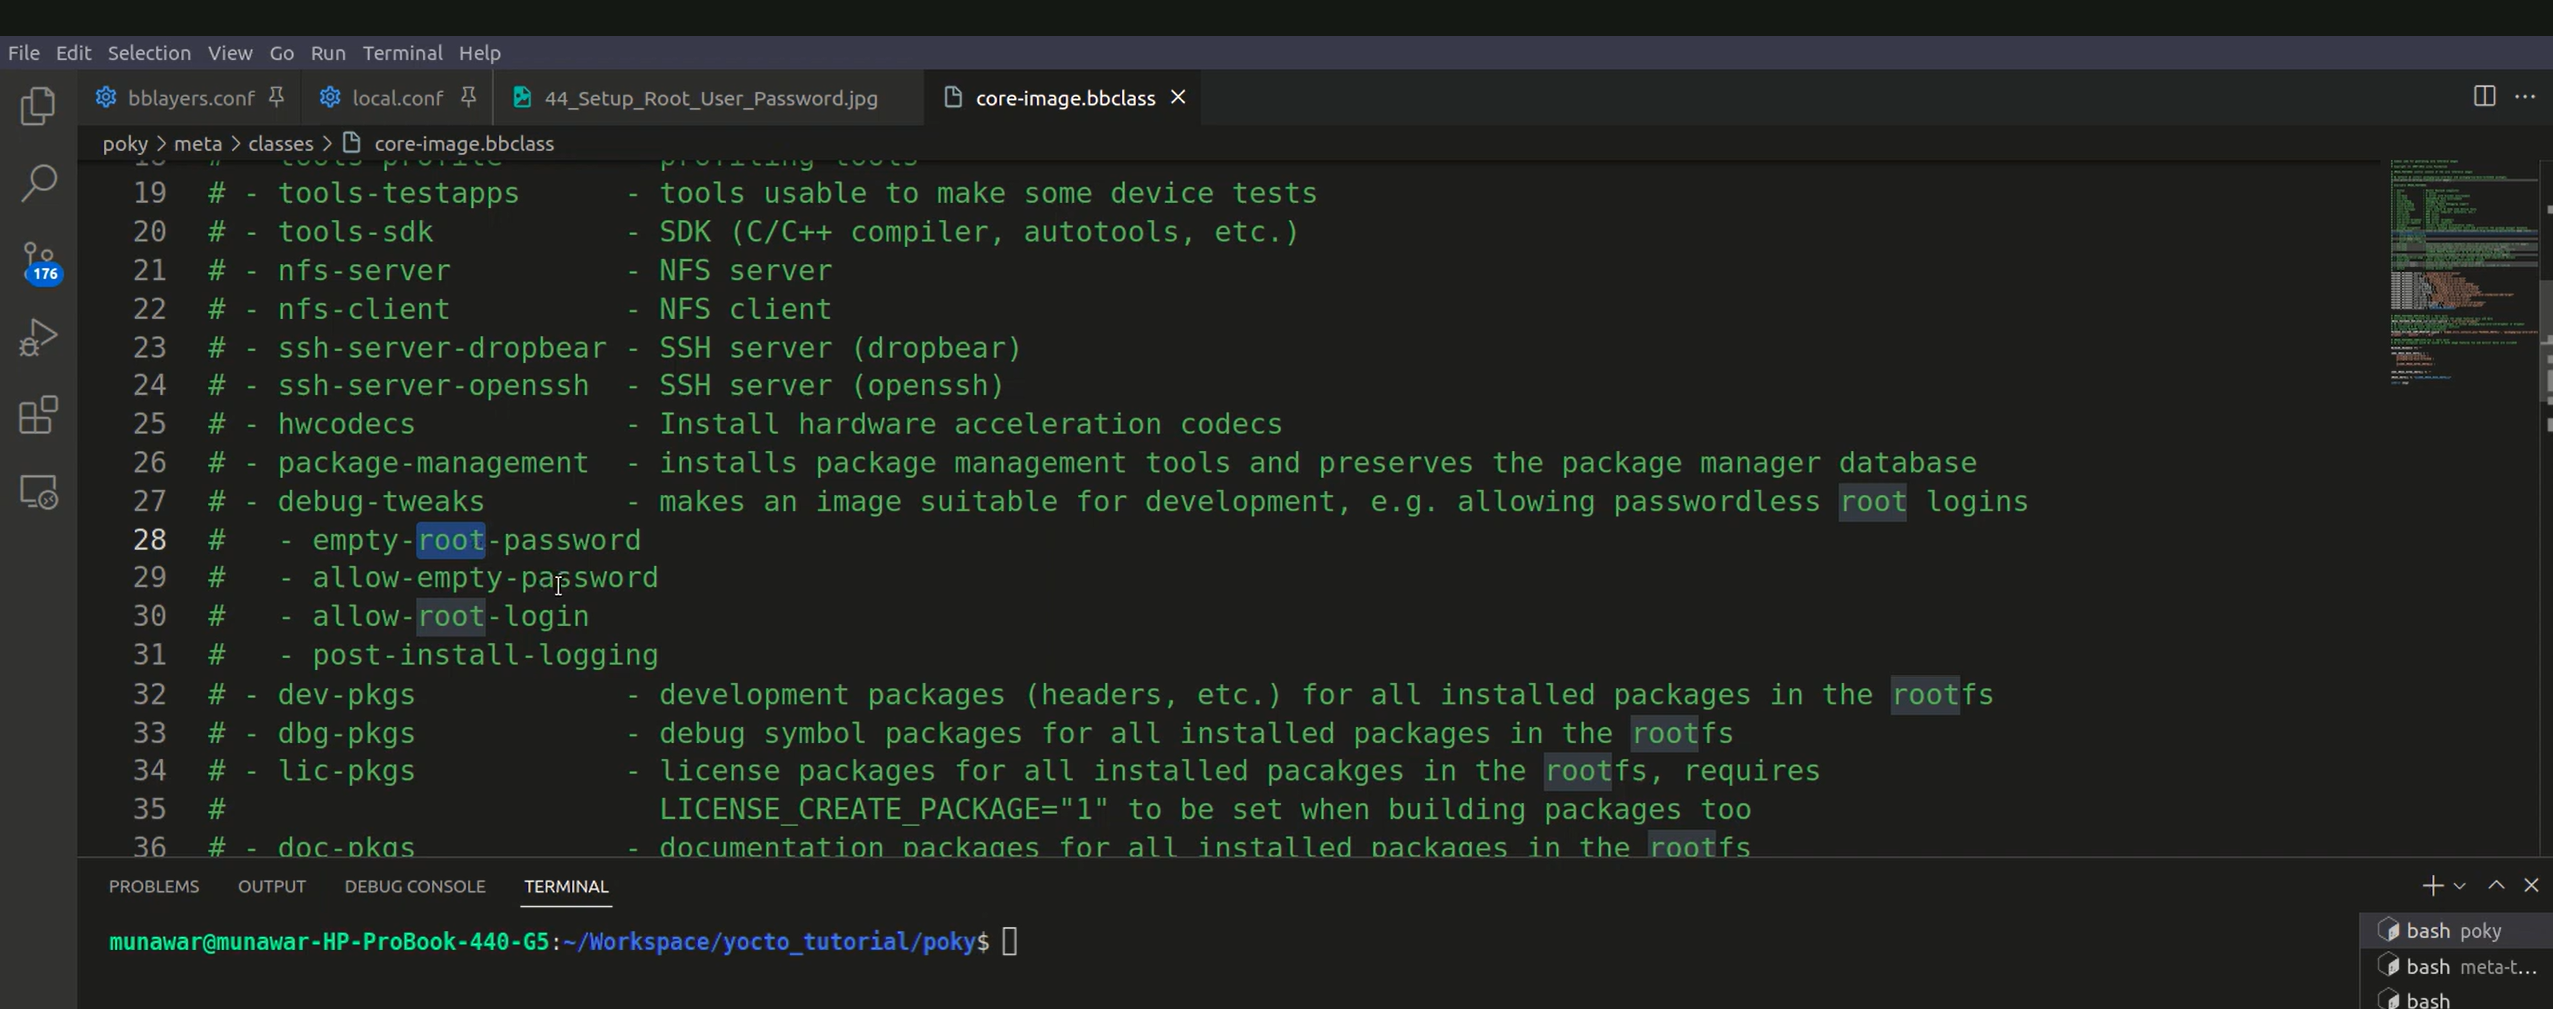 File Edit Selection View Go Run Terminal Help
bblayers.conf local.conf 44_Setup_Root_User_Password.jpg core-image.bbclass
poky > meta > classes > core-image.bbclass
18 # - tools-profile - profiling tools
19 # - tools-testapps - tools usable to make some device tests
20 # - tools-sdk - SDK (C/C++ compiler, autotools, etc.)
21 # - nfs-server - NFS server
22 # - nfs-client - NFS client
23 # - ssh-server-dropbear - SSH server (dropbear)
24 # - ssh-server-openssh - SSH server (openssh)
25 # - hwcodecs - Install hardware acceleration codecs
26 # - package-management - installs package management tools and preserves the package manager database
27 # - debug-tweaks - makes an image suitable for development, e.g. allowing passwordless root logins
28 # - empty-root-password
29 # - allow-empty-password
30 # - allow-root-login
31 # - post-install-logging
32 # - dev-pkgs - development packages (headers, etc.) for all installed packages in the rootfs
33 # - dbg-pkgs - debug symbol packages for all installed packages in the rootfs
34 # - lic-pkgs - license packages for all installed pacakges in the rootfs, requires
35 # LICENSE_CREATE_PACKAGE="1" to be set when building packages too
36 # - doc-pkgs - documentation packages for all installed packages in the rootfs
176
PROBLEMS OUTPUT DEBUG CONSOLE TERMINAL
munawar@munawar-HP-ProBook-440-G5:~/Workspace/yocto_tutorial/poky$
bash poky
bash meta-t...
bash